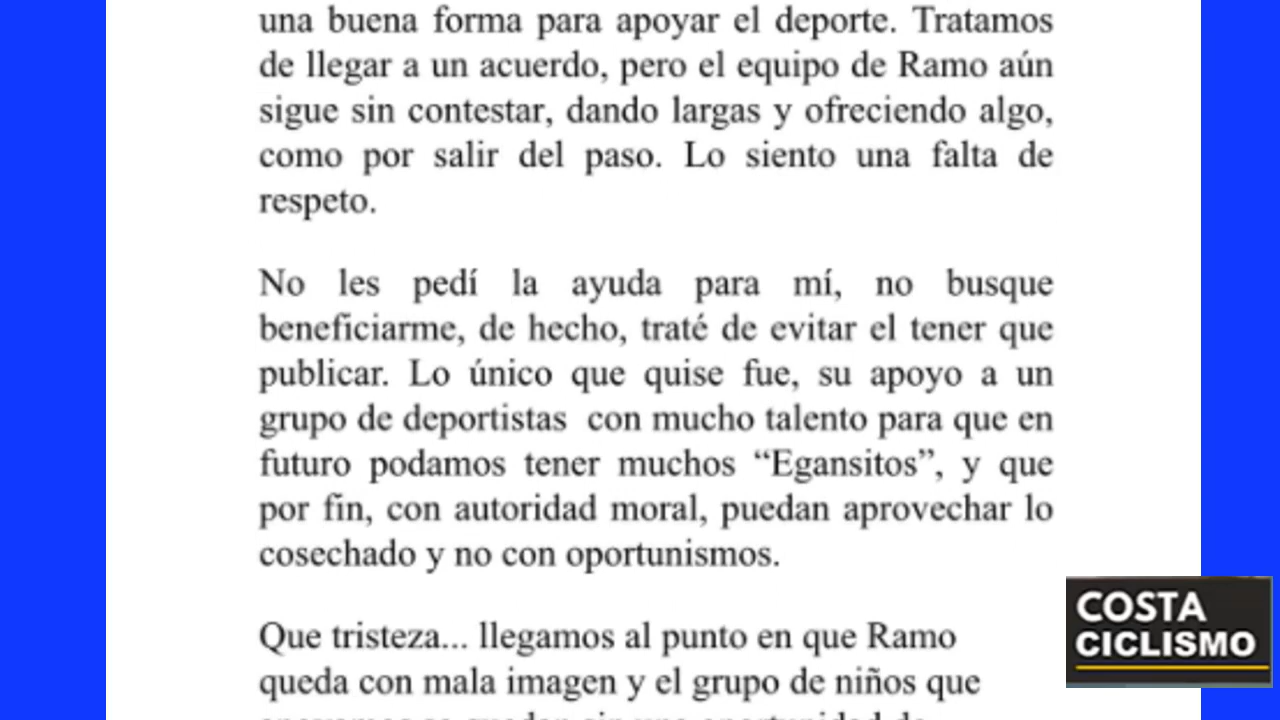 una buena forma para apoyar el deporte. Tratamos
de llegar a un acuerdo, pero el equipo de Ramo aún
sigue sin contestar, dando largas y ofreciendo algo,
como por salir del paso. Lo siento una falta de
respeto.
No les pedí la ayuda para mí, no busque
beneficiarme, de hecho, traté de evitar el tener que
publicar. Lo único que quise fue, su apoyo a un
grupo de deportistas con mucho talento para que en
futuro podamos tener muchos “Egansitos”, y que
por fin, con autoridad moral, puedan aprovechar lo
cosechado y no con oportunismos.
Que tristeza... llegamos al punto en que Ramo
queda con mala imagen y el grupo de niños que
COSTA
CICLISMO